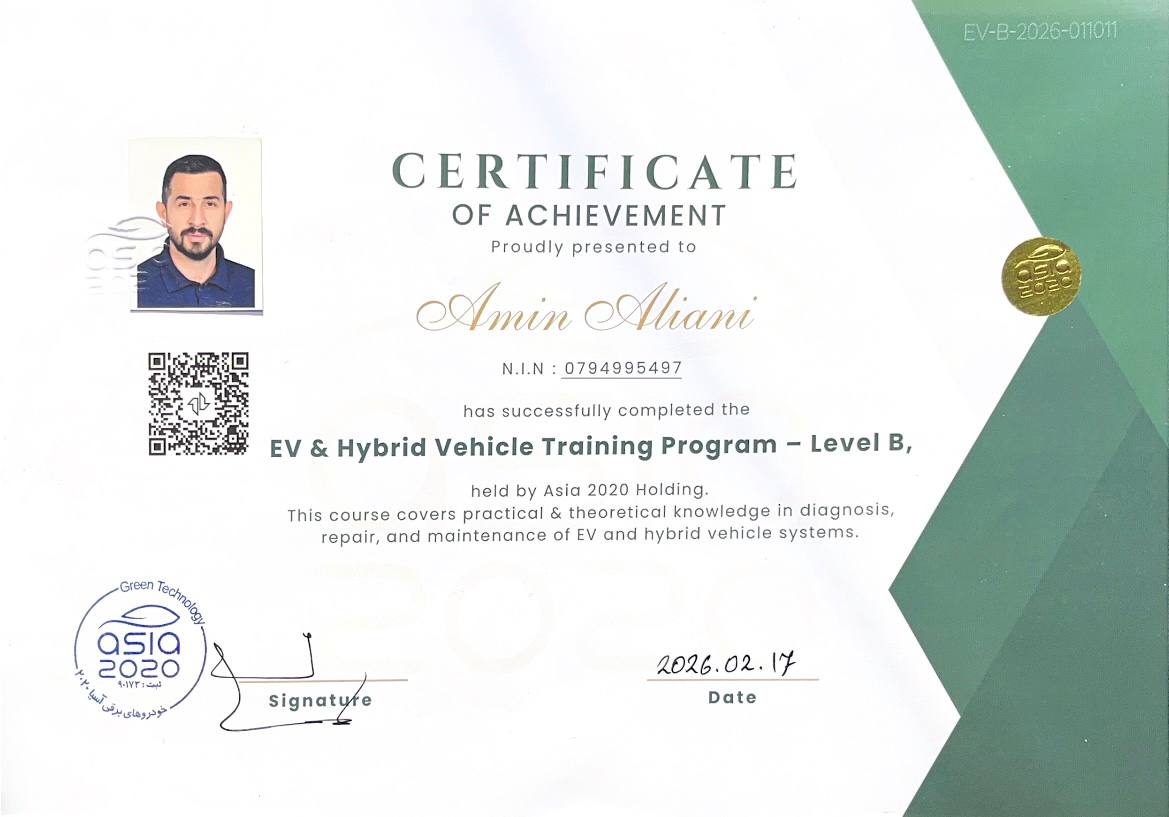 EV-B-2026-011011
CERTIFICATE
OF ACHIEVEMENT
Proudly presented to
Amin Aliani
N.I.N : 0794995497
has successfully completed the
EV & Hybrid Vehicle Training Program – Level B,
held by Asia 2020 Holding.
This course covers practical & theoretical knowledge in diagnosis,
repair, and maintenance of EV and hybrid vehicle systems.
asia
2020
Green Technology
asia
2020
ثبت: ۹۰۱۷۳
خودروهای برقی آسیا ۲۰۲۰
Signature
2026.02.17
Date